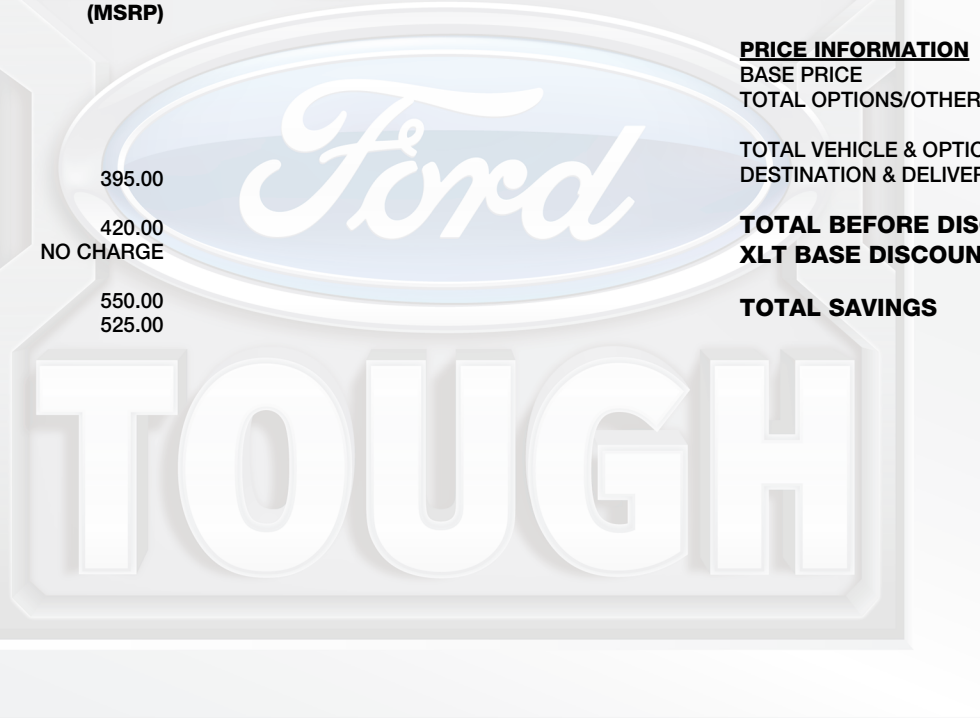 (MSRP)
395.00
420.00
NO CHARGE
550.00
525.00
PRICE INFORMATION
BASE PRICE
TOTAL OPTIONS/OTHER
TOTAL VEHICLE & OPTIO
DESTINATION & DELIVER
TOTAL BEFORE DIS
XLT BASE DISCOUN
TOTAL SAVINGS
Ford
TOUGH